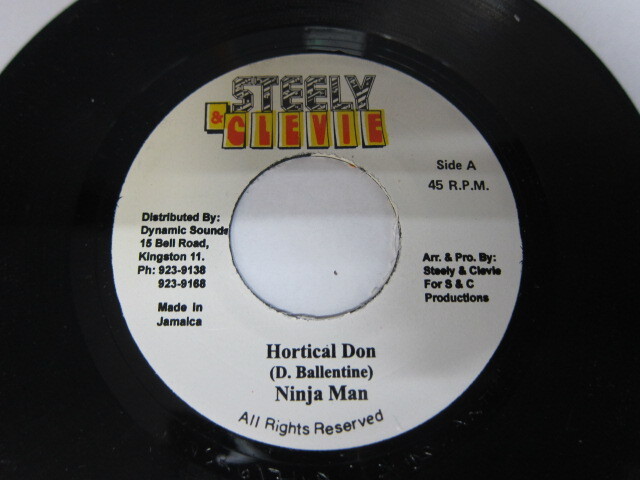 STEELY
& CLEVIE
Side A
45 R.P.M.
Distributed By:
Dynamic Sounds
15 Bell Road,
Kingston 11.
Ph: 923-9138
923-9168
Made In
Jamaica
Arr. & Pro. By:
Steely & Clevie
For S & C
Productions
Hortical Don
(D. Ballentine)
Ninja Man
All Rights Reserved